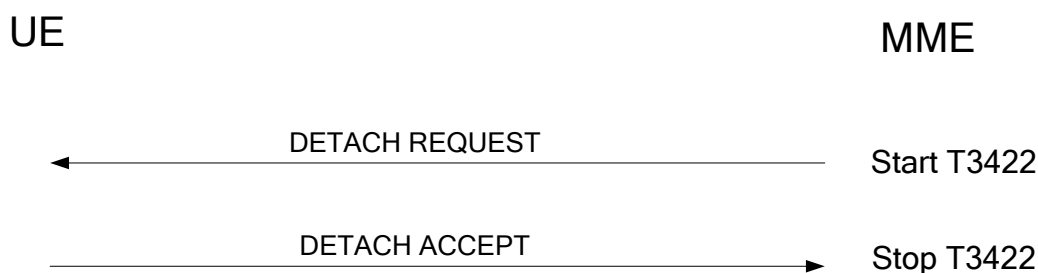 UE
MME
DETACH REQUEST
Start T3422
DETACH ACCEPT
Stop T3422